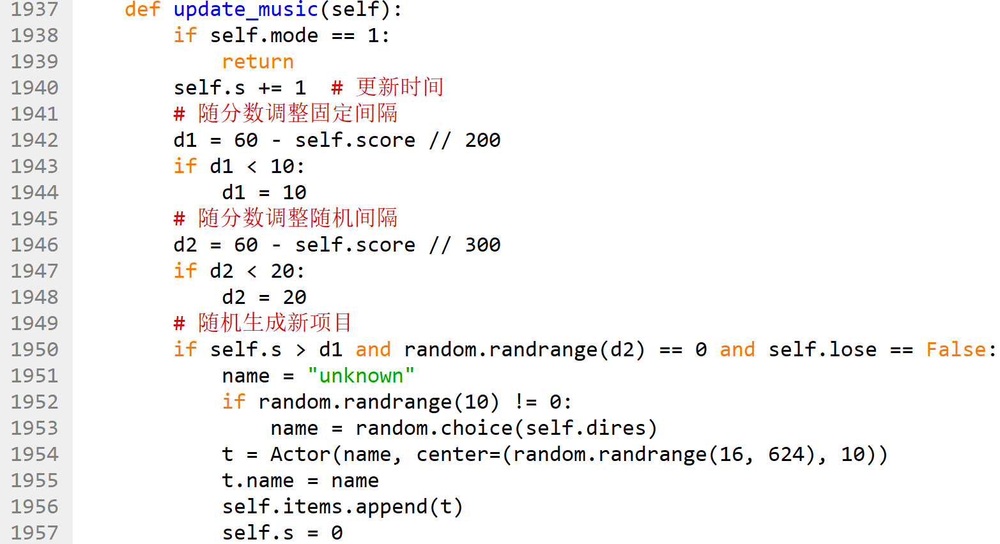 1937     def update_music(self):
1938         if self.mode == 1:
1939             return
1940         self.s += 1  # 更新时间
1941         # 随分数调整固定间隔
1942         d1 = 60 - self.score // 200
1943         if d1 < 10:
1944             d1 = 10
1945         # 随分数调整随机间隔
1946         d2 = 60 - self.score // 300
1947         if d2 < 20:
1948             d2 = 20
1949         # 随机生成新项目
1950         if self.s > d1 and random.randrange(d2) == 0 and self.lose == False:
1951             name = "unknown"
1952             if random.randrange(10) != 0:
1953                 name = random.choice(self.dires)
1954             t = Actor(name, center=(random.randrange(16, 624), 10))
1955             t.name = name
1956             self.items.append(t)
1957             self.s = 0